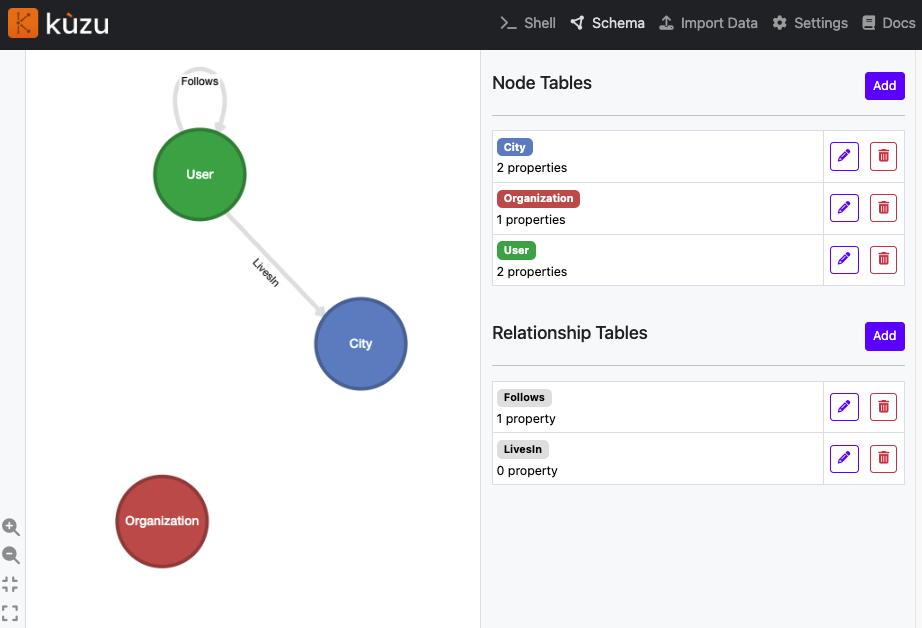 kùzu
Shell
Schema
Import Data
Settings
Docs
Follows
User
LivesIn
City
Organization
Node Tables
Add
City
2 properties
Organization
1 properties
User
2 properties
Relationship Tables
Add
Follows
1 property
LivesIn
0 property